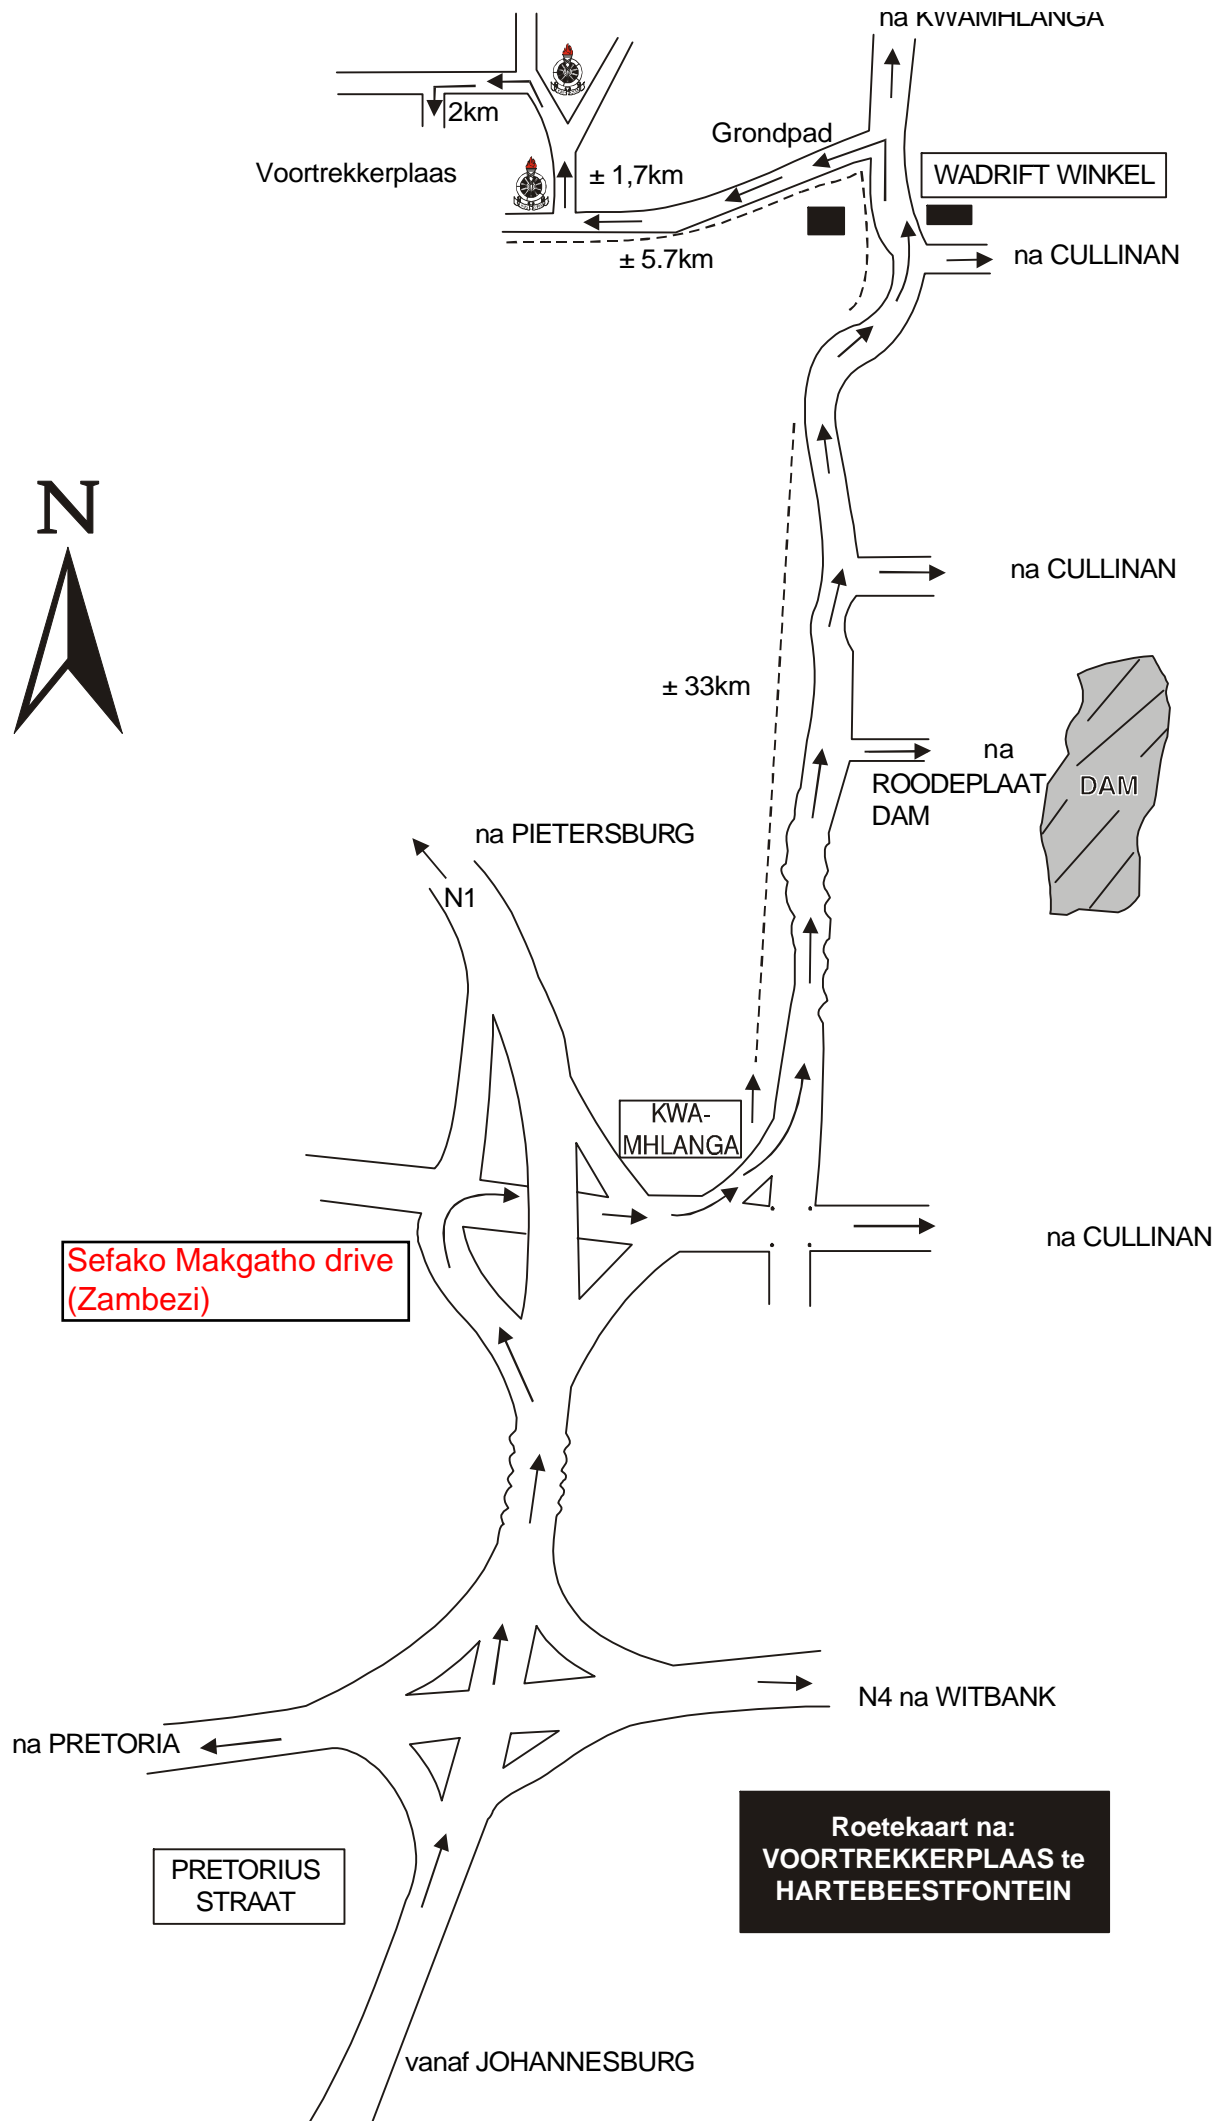 na KWAMHLANGA
2km
Grondpad
Voortrekkerplaas
± 1,7km
WADRIFT WINKEL
± 5.7km
na CULLINAN
N
na CULLINAN
± 33km
na
ROODEPLAAT
DAM
DAM
na PIETERSBURG
N1
KWA-
MHLANGA
na CULLINAN
Sefako Makgatho drive
(Zambezi)
N4 na WITBANK
na PRETORIA
Roetekaart na:
VOORTREKKERPLAAS te
HARTEBEESTFONTEIN
PRETORIUS
STRAAT
vanaf JOHANNESBURG